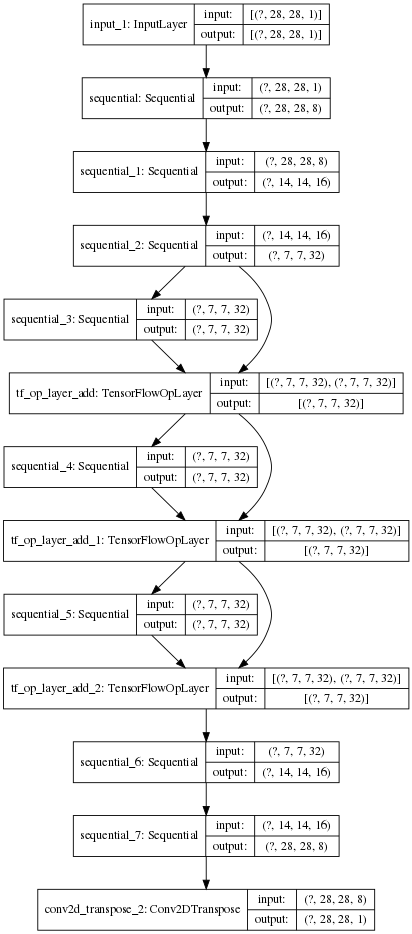 input_1: InputLayer
input: [(?, 28, 28, 1)]
output: [(?, 28, 28, 1)]
sequential: Sequential
input: (?, 28, 28, 1)
output: (?, 28, 28, 8)
sequential_1: Sequential
input: (?, 28, 28, 8)
output: (?, 14, 14, 16)
sequential_2: Sequential
input: (?, 14, 14, 16)
output: (?, 7, 7, 32)
sequential_3: Sequential
input: (?, 7, 7, 32)
output: (?, 7, 7, 32)
tf_op_layer_add: TensorFlowOpLayer
input: [(?, 7, 7, 32), (?, 7, 7, 32)]
output: [(?, 7, 7, 32)]
sequential_4: Sequential
input: (?, 7, 7, 32)
output: (?, 7, 7, 32)
tf_op_layer_add_1: TensorFlowOpLayer
input: [(?, 7, 7, 32), (?, 7, 7, 32)]
output: [(?, 7, 7, 32)]
sequential_5: Sequential
input: (?, 7, 7, 32)
output: (?, 7, 7, 32)
tf_op_layer_add_2: TensorFlowOpLayer
input: [(?, 7, 7, 32), (?, 7, 7, 32)]
output: [(?, 7, 7, 32)]
sequential_6: Sequential
input: (?, 7, 7, 32)
output: (?, 14, 14, 16)
sequential_7: Sequential
input: (?, 14, 14, 16)
output: (?, 28, 28, 8)
conv2d_transpose_2: Conv2DTranspose
input: (?, 28, 28, 8)
output: (?, 28, 28, 1)